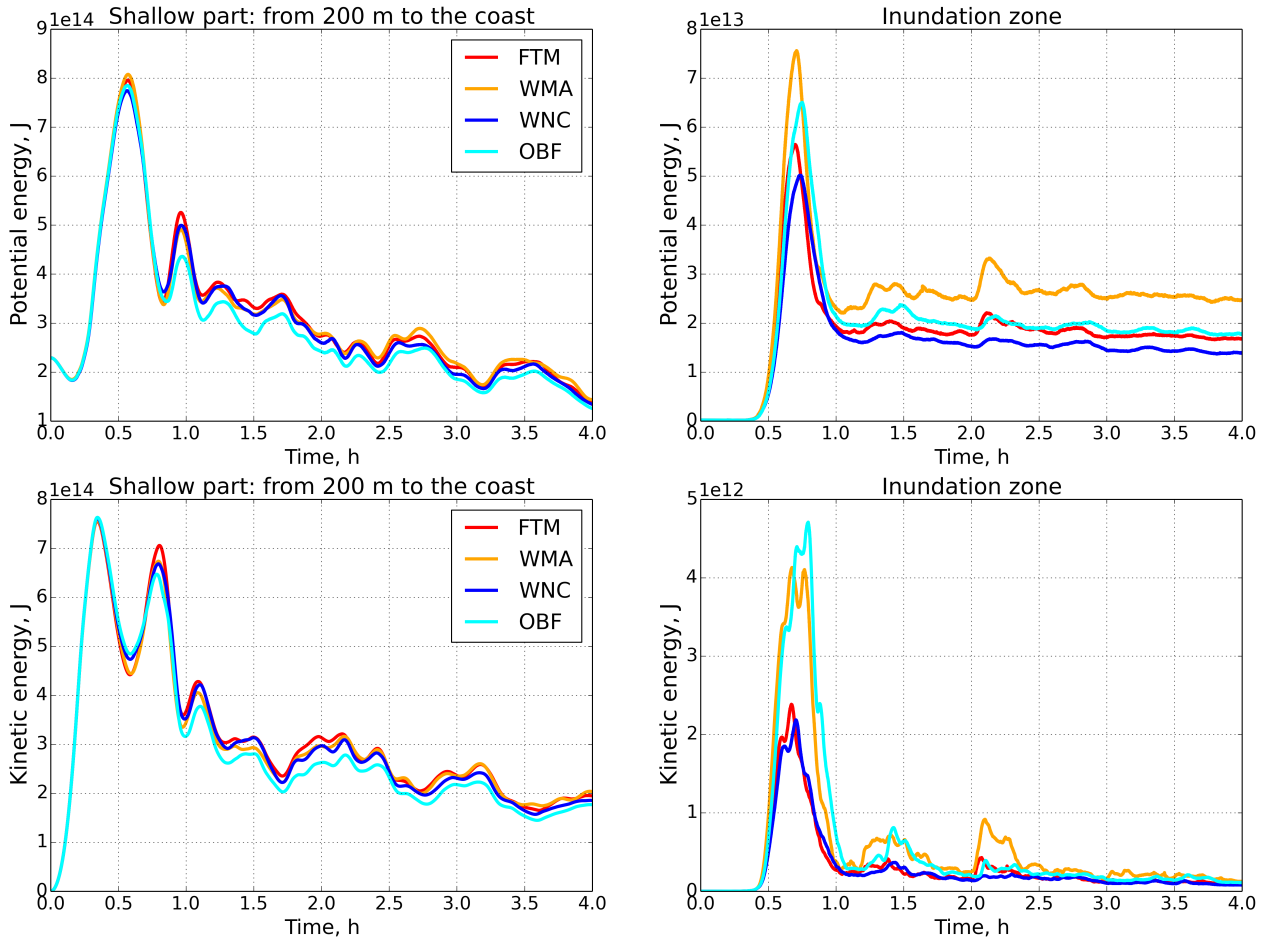 Shallow part: from 200 m to the coast
1e14
9
8
7
6
5
4
3
2
1
Potential energy, J
FTM
WMA
WNC
OBF
0.0 0.5 1.0 1.5 2.0 2.5 3.0 3.5 4.0
Time, h
Inundation zone
1e13
8
7
6
5
4
3
2
1
0
Potential energy, J
0.0 0.5 1.0 1.5 2.0 2.5 3.0 3.5 4.0
Time, h
Shallow part: from 200 m to the coast
1e14
8
7
6
5
4
3
2
1
0
Kinetic energy, J
FTM
WMA
WNC
OBF
0.0 0.5 1.0 1.5 2.0 2.5 3.0 3.5 4.0
Time, h
Inundation zone
1e12
5
4
3
2
1
0
Kinetic energy, J
0.0 0.5 1.0 1.5 2.0 2.5 3.0 3.5 4.0
Time, h